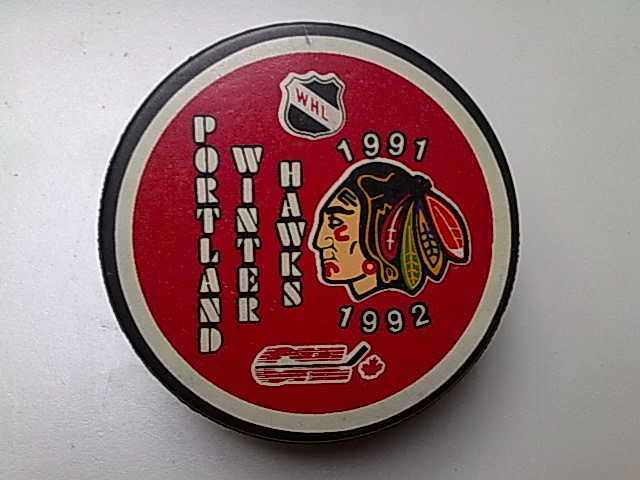 WHL
PORTLAND
WINTER
HAWKS
1991
1992